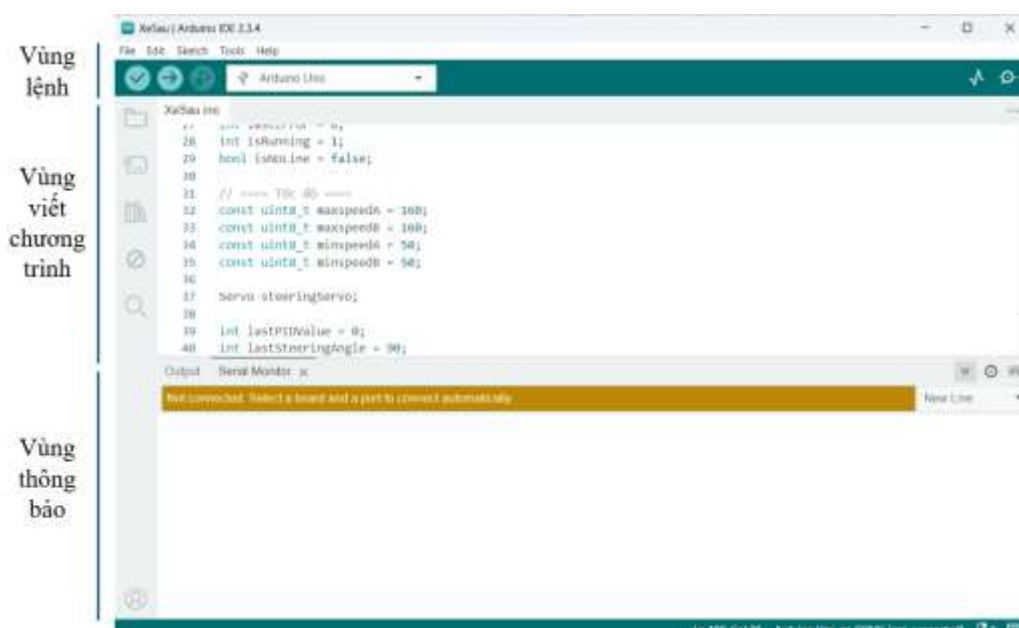 XeSau | Arduino IDE 2.3.4
File Edit Sketch Tools Help
Vùng
lệnh
Arduino Uno
XeSau.ino
Vùng
viết
chương
trình
27
28 int isRunning = 1;
29 bool isNoLine = false;
30
31 // ==== Tốc độ ====
32 const uint8_t maxspeedA = 160;
33 const uint8_t maxspeedB = 160;
34 const uint8_t minspeedA = 50;
35 const uint8_t minspeedB = 50;
36
37 Servo steeringServo;
38
39 int lastPIDValue = 0;
40 int lastSteeringAngle = 90;
Output Serial Monitor x
Not connected. Select a board and a port to connect automatically.
New Line
Vùng
thông
báo